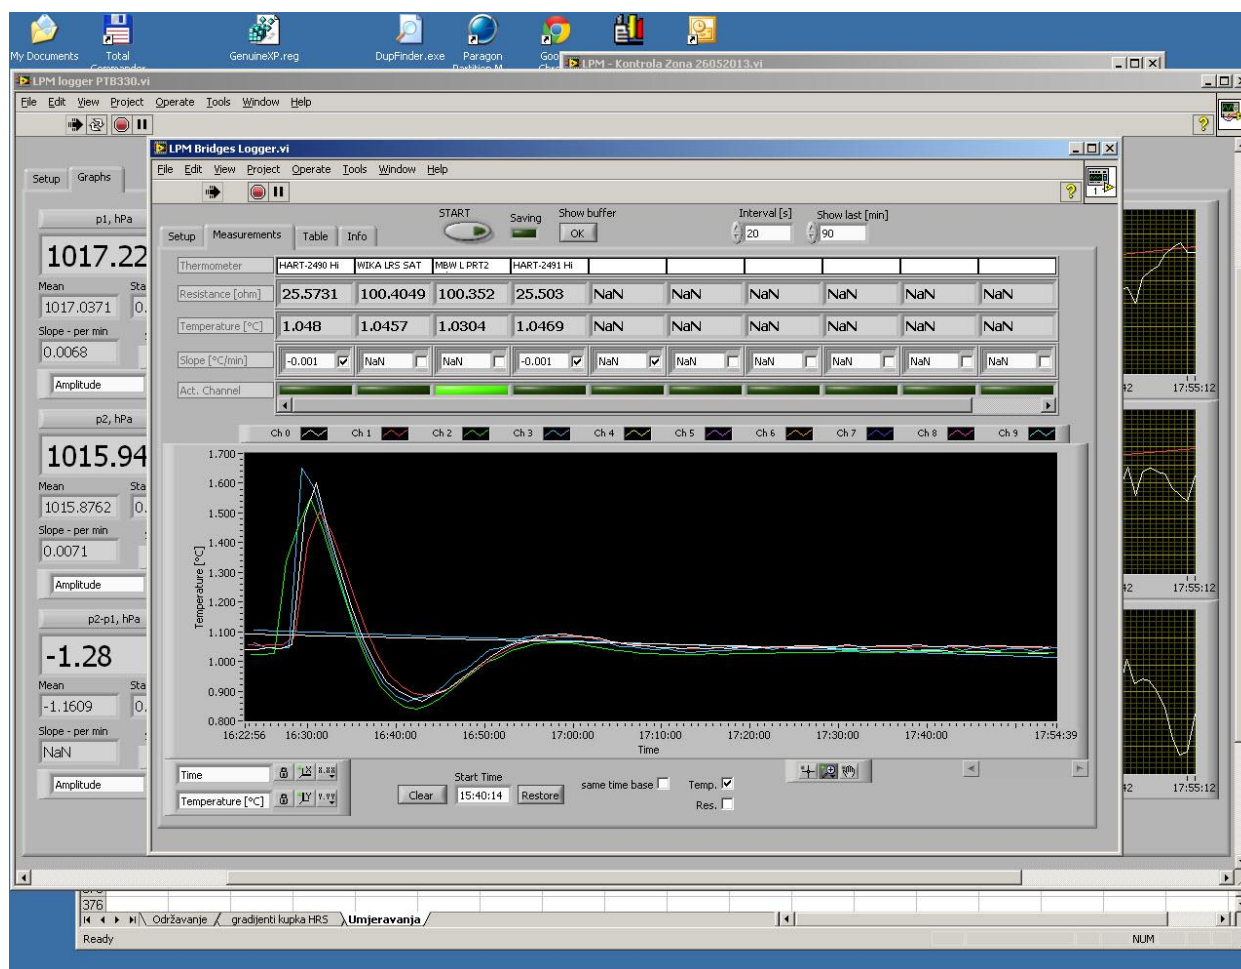 My Documents
Total
Commander
GenuineXP.reg
DupFinder.exe
Paragon
Partition M
Goo
LPM - Kontrola Zona 26052013.vi
LPM logger PTB330.vi
File Edit View Project Operate Tools Window Help
Setup Graphs
p1, hPa
1017.22
Mean Sta
1017.0371 0.
Slope - per min
0.0068
Amplitude
p2, hPa
1015.94
Mean Sta
1015.8762 0.
Slope - per min
0.0071
Amplitude
p2-p1, hPa
-1.28
Mean Sta
-1.1609 0.
Slope - per min
NaN
Amplitude
LPM Bridges Logger.vi
File Edit View Project Operate Tools Window Help
1
START Saving Show buffer Interval [s] Show last [min]
OK 20 90
Setup Measurements Table Info
Thermometer HART-2490 Hi WIKA LRS SAT MBW L PRT2 HART-2491 Hi
Resistance [ohm] 25.5731 100.4049 100.352 25.503 NaN NaN NaN NaN NaN NaN
Temperature [°C] 1.048 1.0457 1.0304 1.0469 NaN NaN NaN NaN NaN NaN
Slope [°C/min] -0.001 NaN NaN -0.001 NaN NaN NaN NaN NaN NaN
Act. Channel
Ch 0 Ch 1 Ch 2 Ch 3 Ch 4 Ch 5 Ch 6 Ch 7 Ch 8 Ch 9
Temperature [°C]
1.700
1.600
1.500
1.400
1.300
1.200
1.100
1.000
0.900
0.800
16:22:56 16:30:00 16:40:00 16:50:00 17:00:00 17:10:00 17:20:00 17:30:00 17:40:00 17:54:39
Time
Time
Temperature [°C]
Start Time
Clear 15:40:14 Restore
same time base
Temp.
Res.
42 17:55:12
42 17:55:12
42 17:55:12
376
Održavanje gradijenti kupka HRS Umjeravanja
Ready NUM